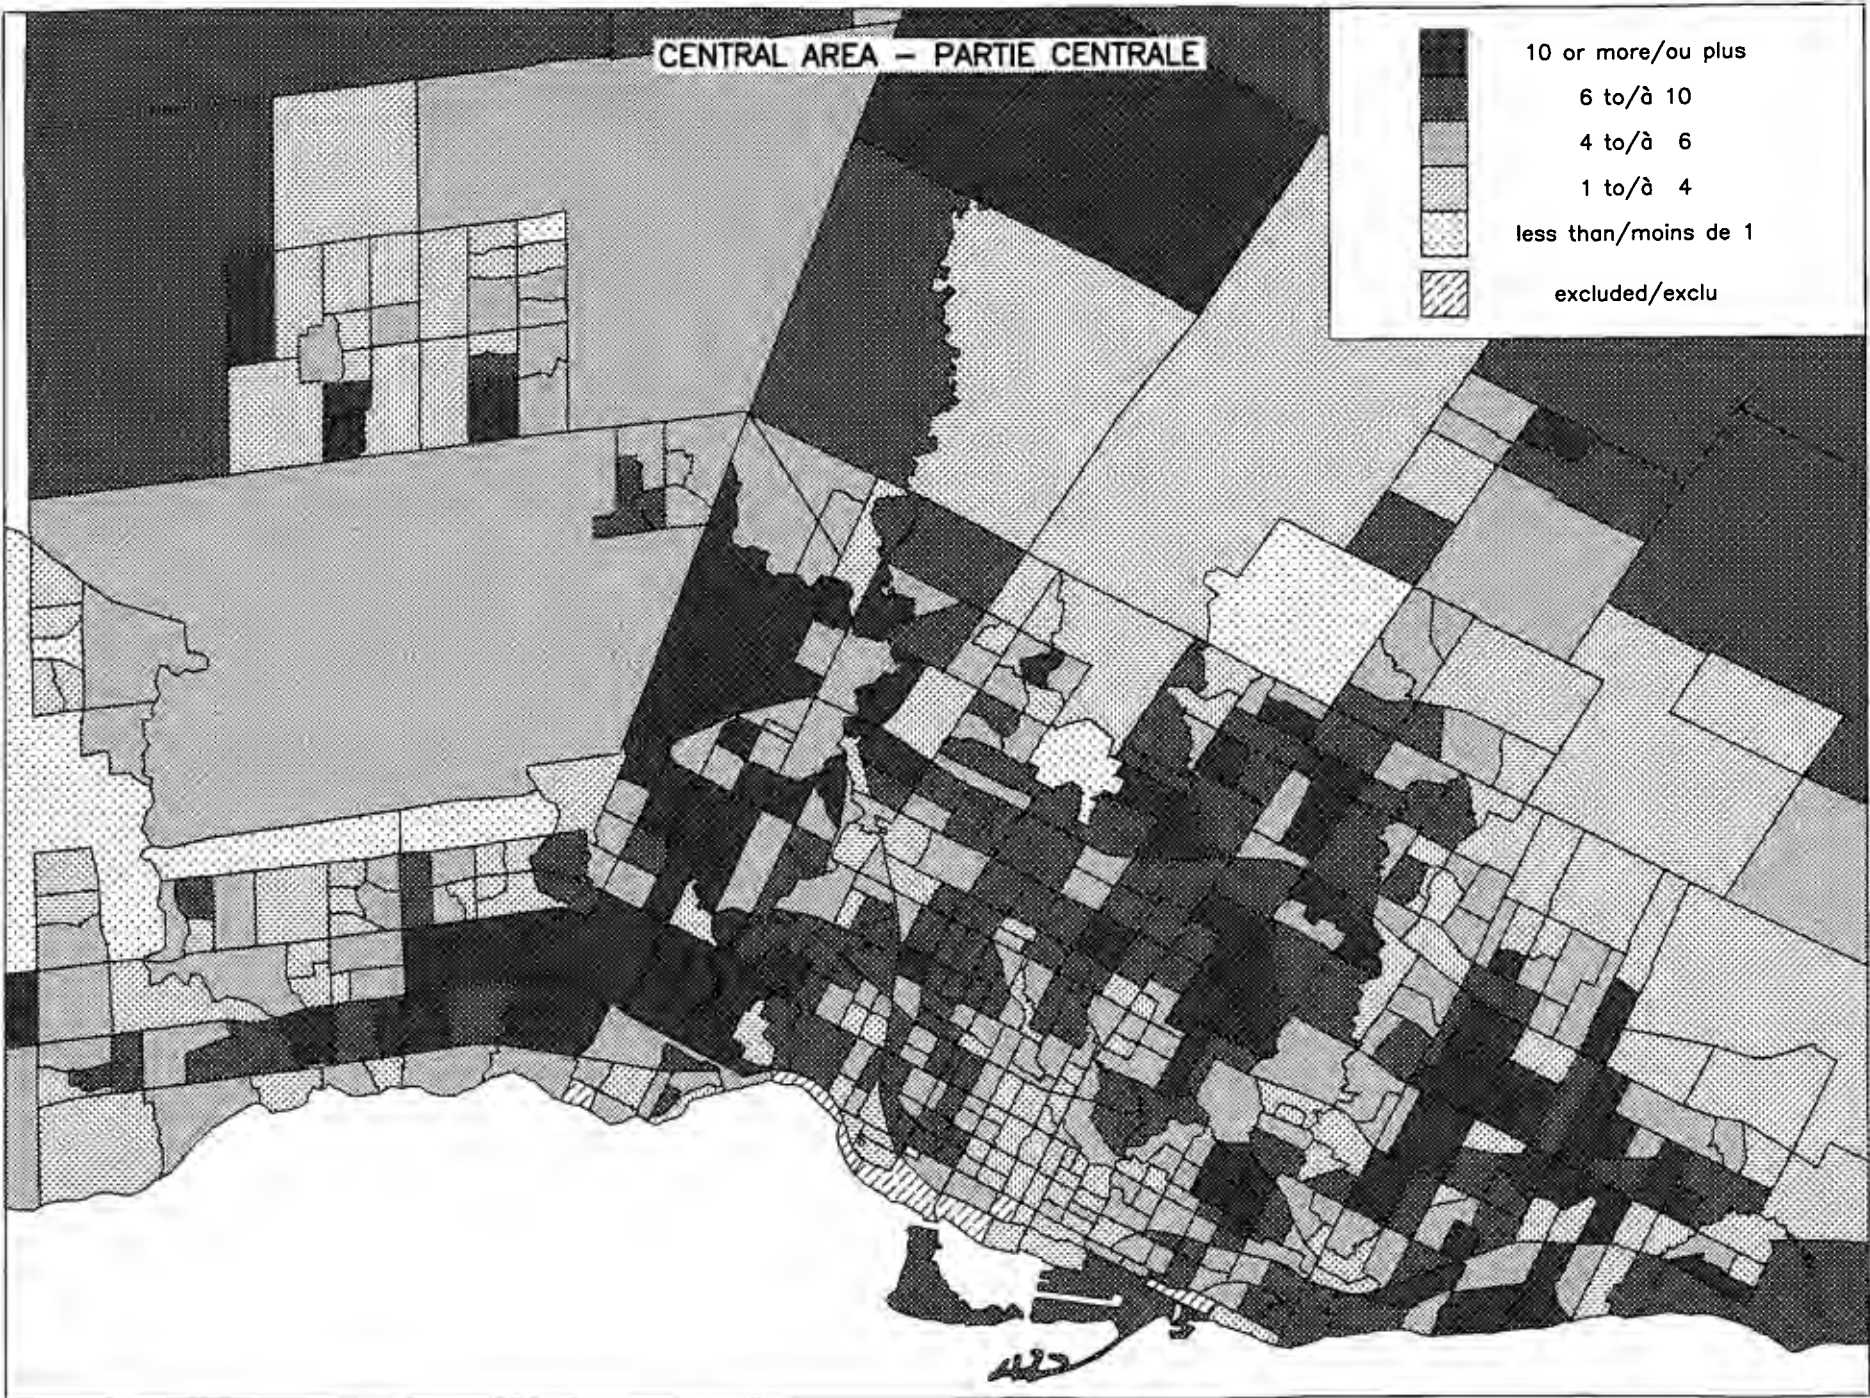 CENTRAL AREA – PARTIE CENTRALE
10 or more/ou plus
6 to/à 10
4 to/à 6
1 to/à 4
less than/moins de 1
excluded/exclu